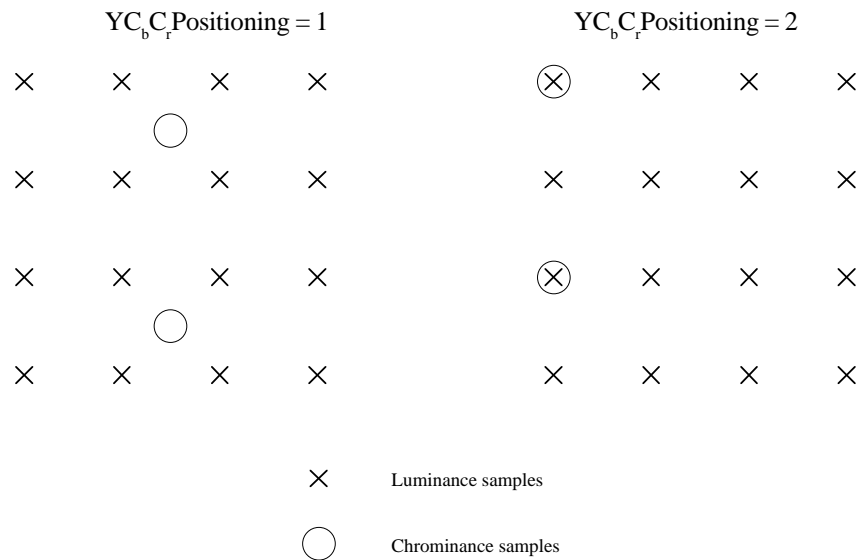 YCbCrPositioning = 1
YCbCrPositioning = 2
Luminance samples
Chrominance samples